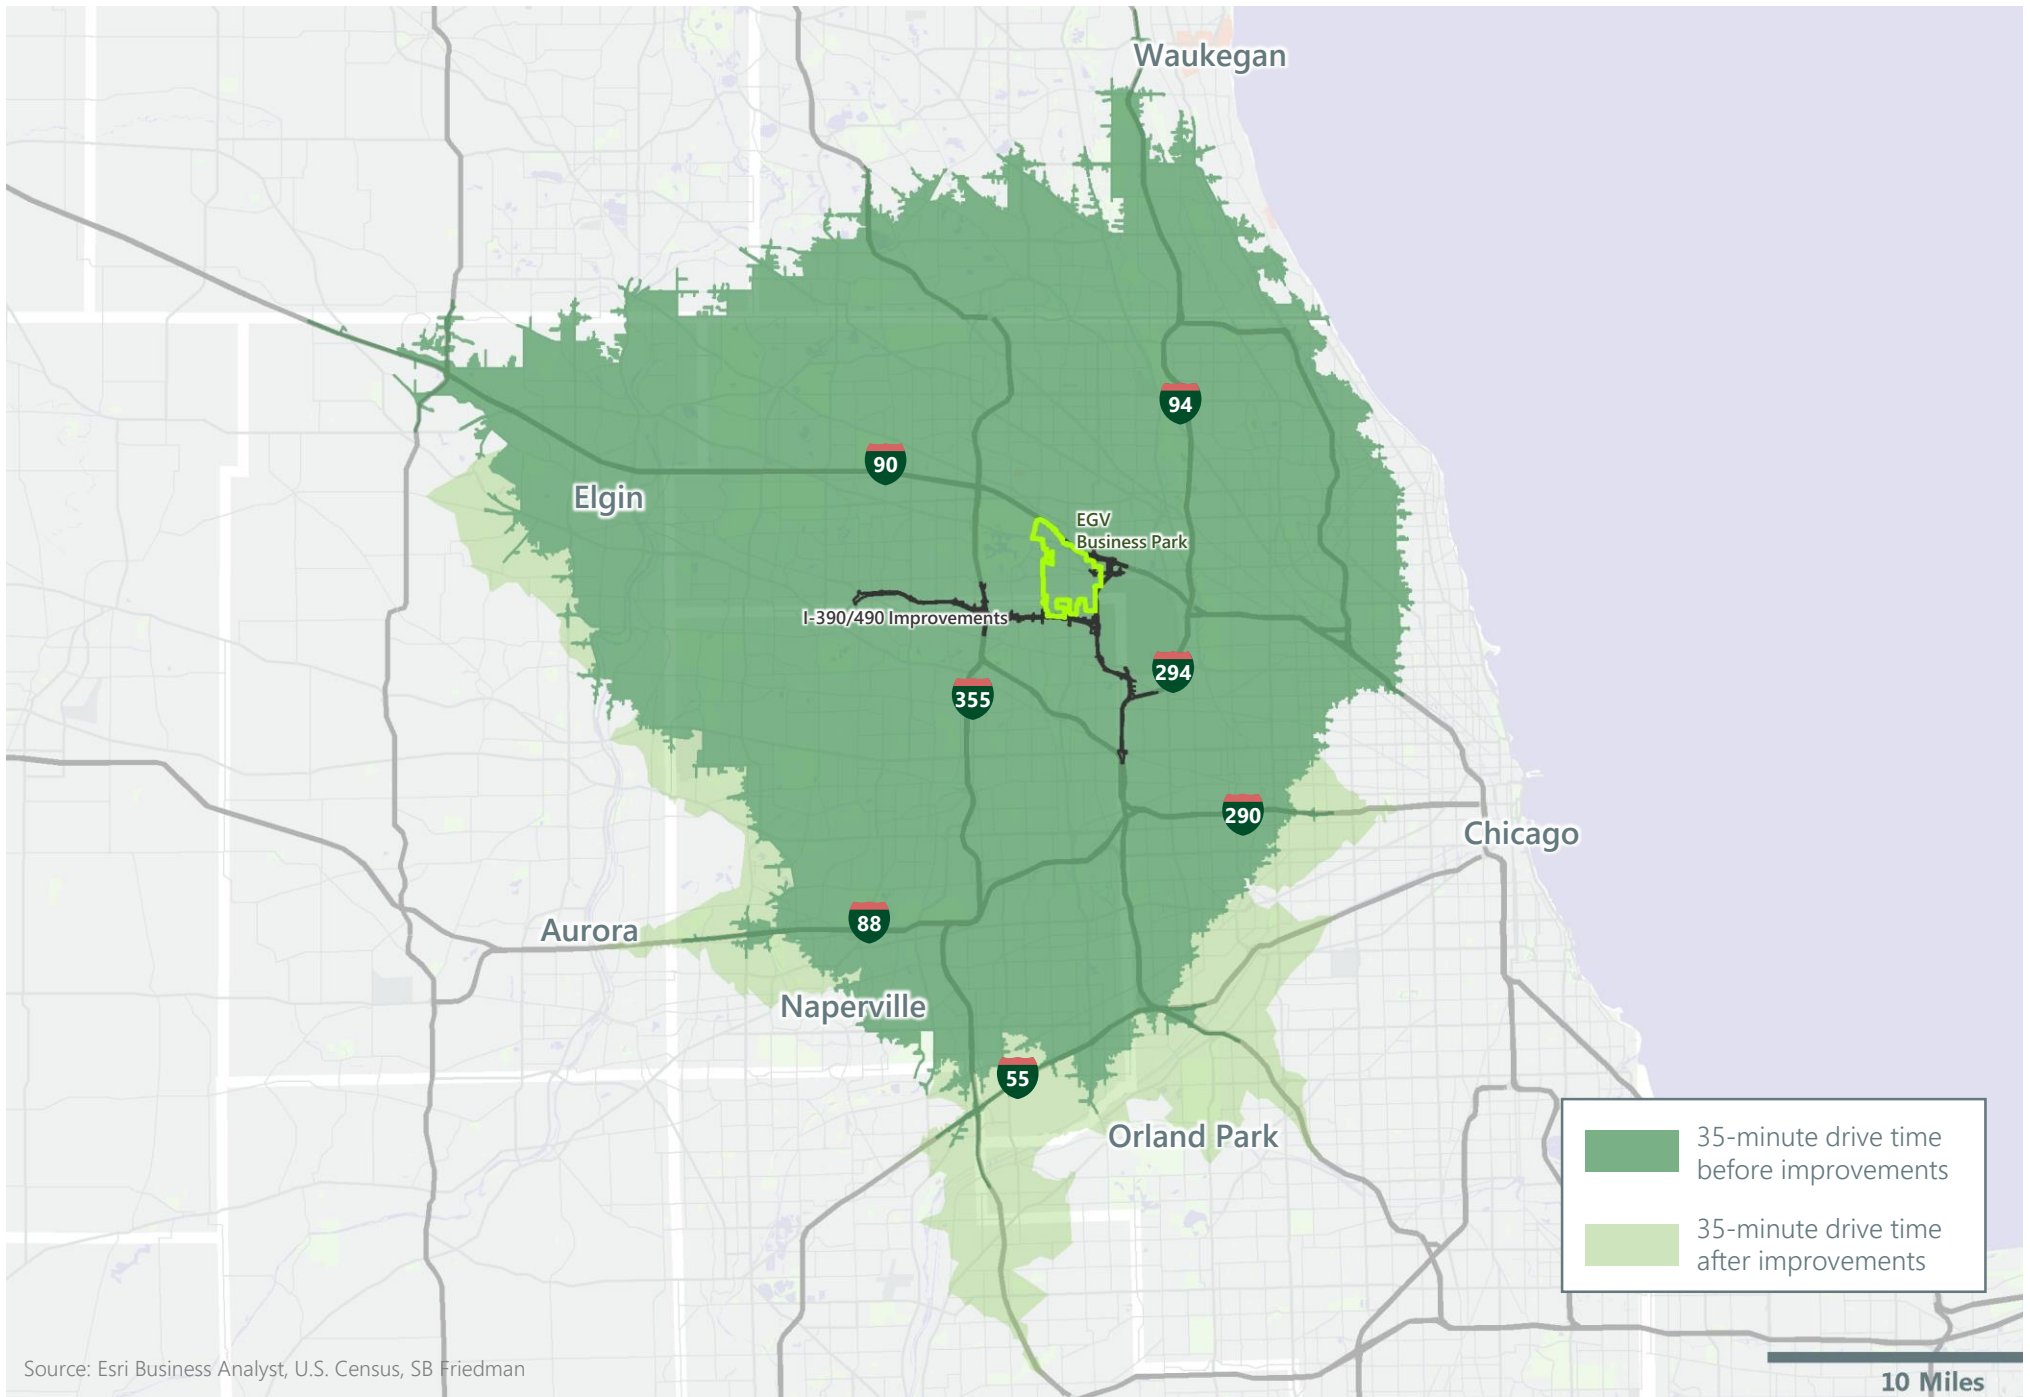 Waukegan
94
90
Elgin
EGV
Business Park
I-390/490 Improvements
294
355
290
Chicago
88
Aurora
Naperville
55
Orland Park
35-minute drive time
before improvements
35-minute drive time
after improvements
Source: Esri Business Analyst, U.S. Census, SB Friedman
10 Miles